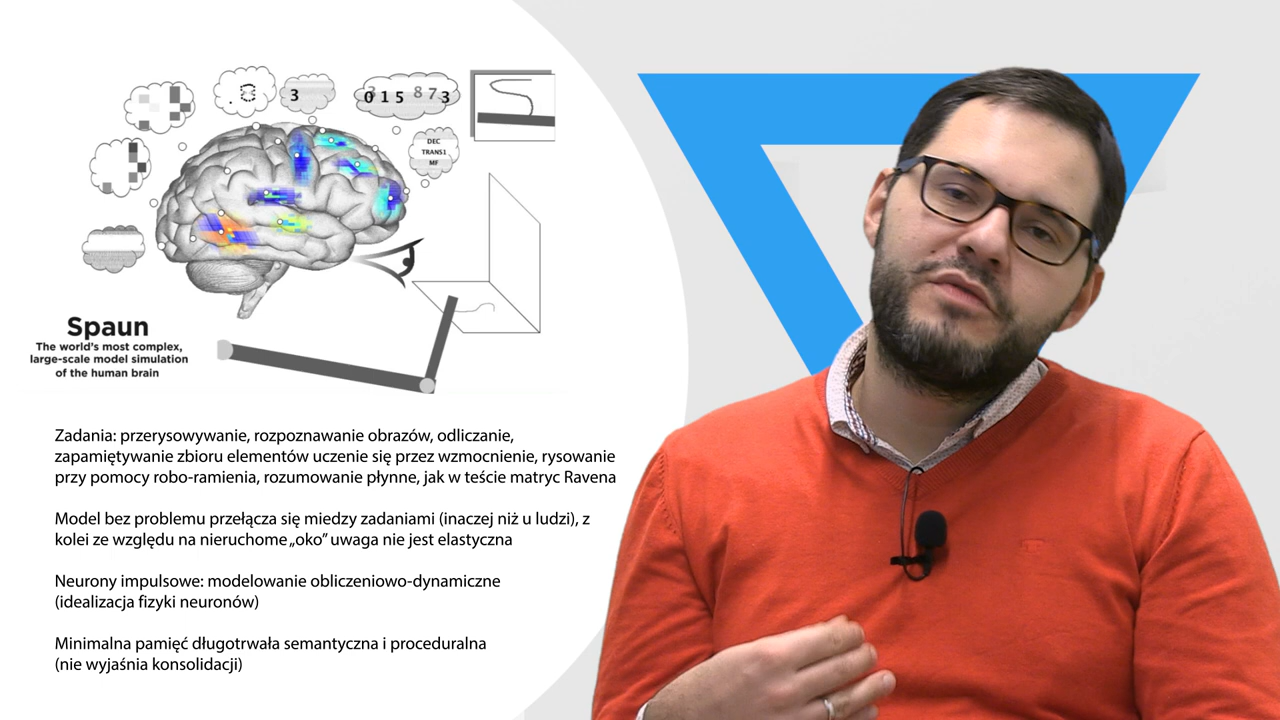 3
0 1 5 8 7 3
DEC
TRANS1
MF
Spaun
The world's most complex,
large-scale model simulation
of the human brain
Zadania: przerysowywanie, rozpoznawanie obrazów, odliczanie,
zapamiętywanie zbioru elementów uczenie się przez wzmocnienie, rysowanie
przy pomocy robo-ramienia, rozumowanie płynne, jak w teście matryc Ravena
Model bez problemu przełącza się miedzy zadaniami (inaczej niż u ludzi), z
kolei ze względu na nieruchome „oko” uwaga nie jest elastyczna
Neurony impulsowe: modelowanie obliczeniowo-dynamiczne
(idealizacja fizyki neuronów)
Minimalna pamięć długotrwała semantyczna i proceduralna
(nie wyjaśnia konsolidacji)